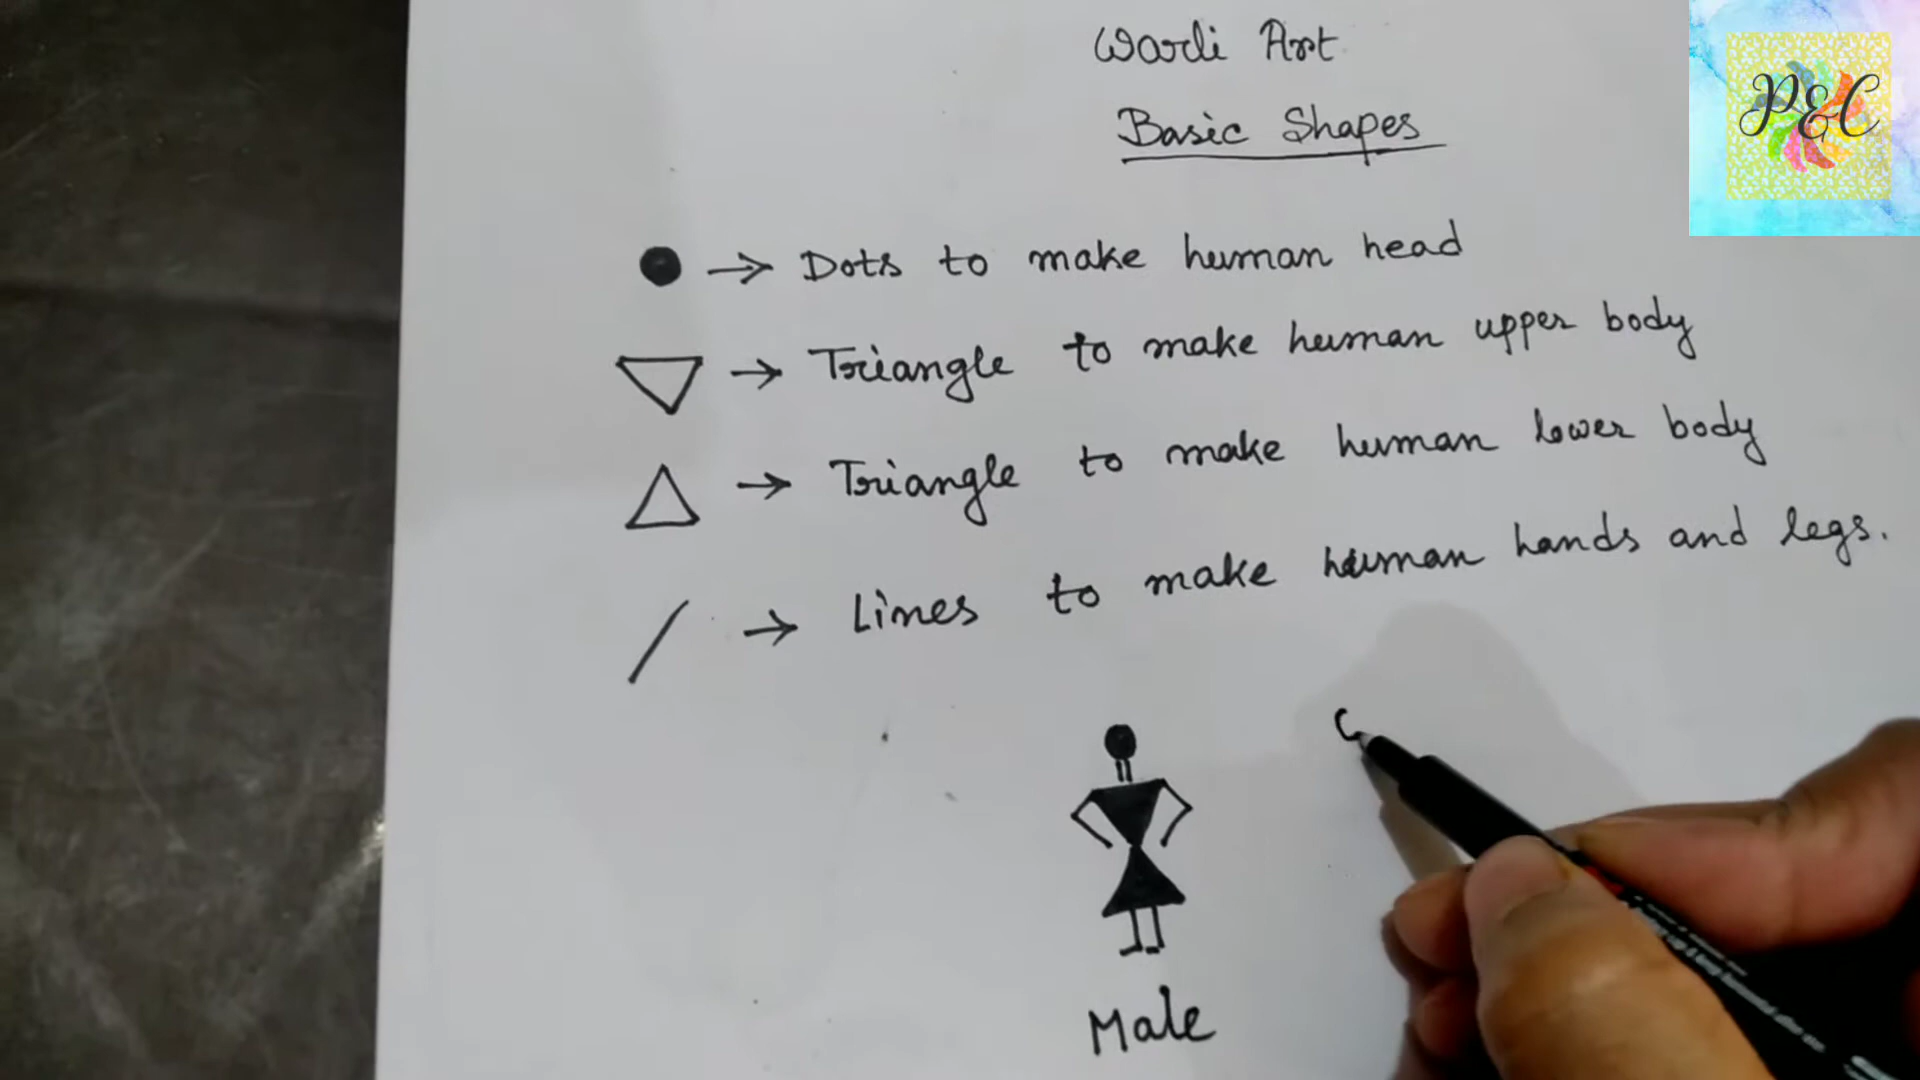 Warli Art
Basic Shapes
P&C
→ Dots to make human head
→ Triangle to make human upper body
→ Triangle to make human lower body
→ Lines to make human hands and legs.
Male